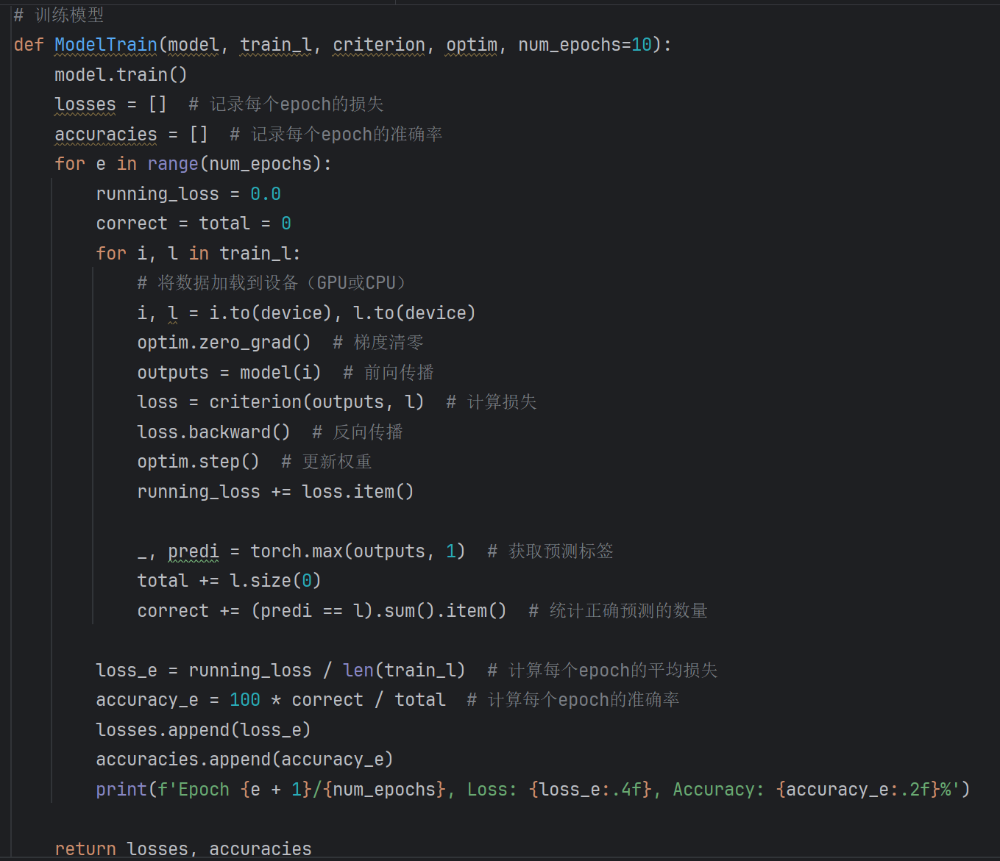 # 训练模型
def ModelTrain(model, train_l, criterion, optim, num_epochs=10):
    model.train()
    losses = []  # 记录每个epoch的损失
    accuracies = []  # 记录每个epoch的准确率
    for e in range(num_epochs):
        running_loss = 0.0
        correct = total = 0
        for i, l in train_l:
            # 将数据加载到设备（GPU或CPU）
            i, l = i.to(device), l.to(device)
            optim.zero_grad()  # 梯度清零
            outputs = model(i)  # 前向传播
            loss = criterion(outputs, l)  # 计算损失
            loss.backward()  # 反向传播
            optim.step()  # 更新权重
            running_loss += loss.item()

            _, predi = torch.max(outputs, 1)  # 获取预测标签
            total += l.size(0)
            correct += (predi == l).sum().item()  # 统计正确预测的数量

        loss_e = running_loss / len(train_l)  # 计算每个epoch的平均损失
        accuracy_e = 100 * correct / total  # 计算每个epoch的准确率
        losses.append(loss_e)
        accuracies.append(accuracy_e)
        print(f'Epoch {e + 1}/{num_epochs}, Loss: {loss_e:.4f}, Accuracy: {accuracy_e:.2f}%')

    return losses, accuracies